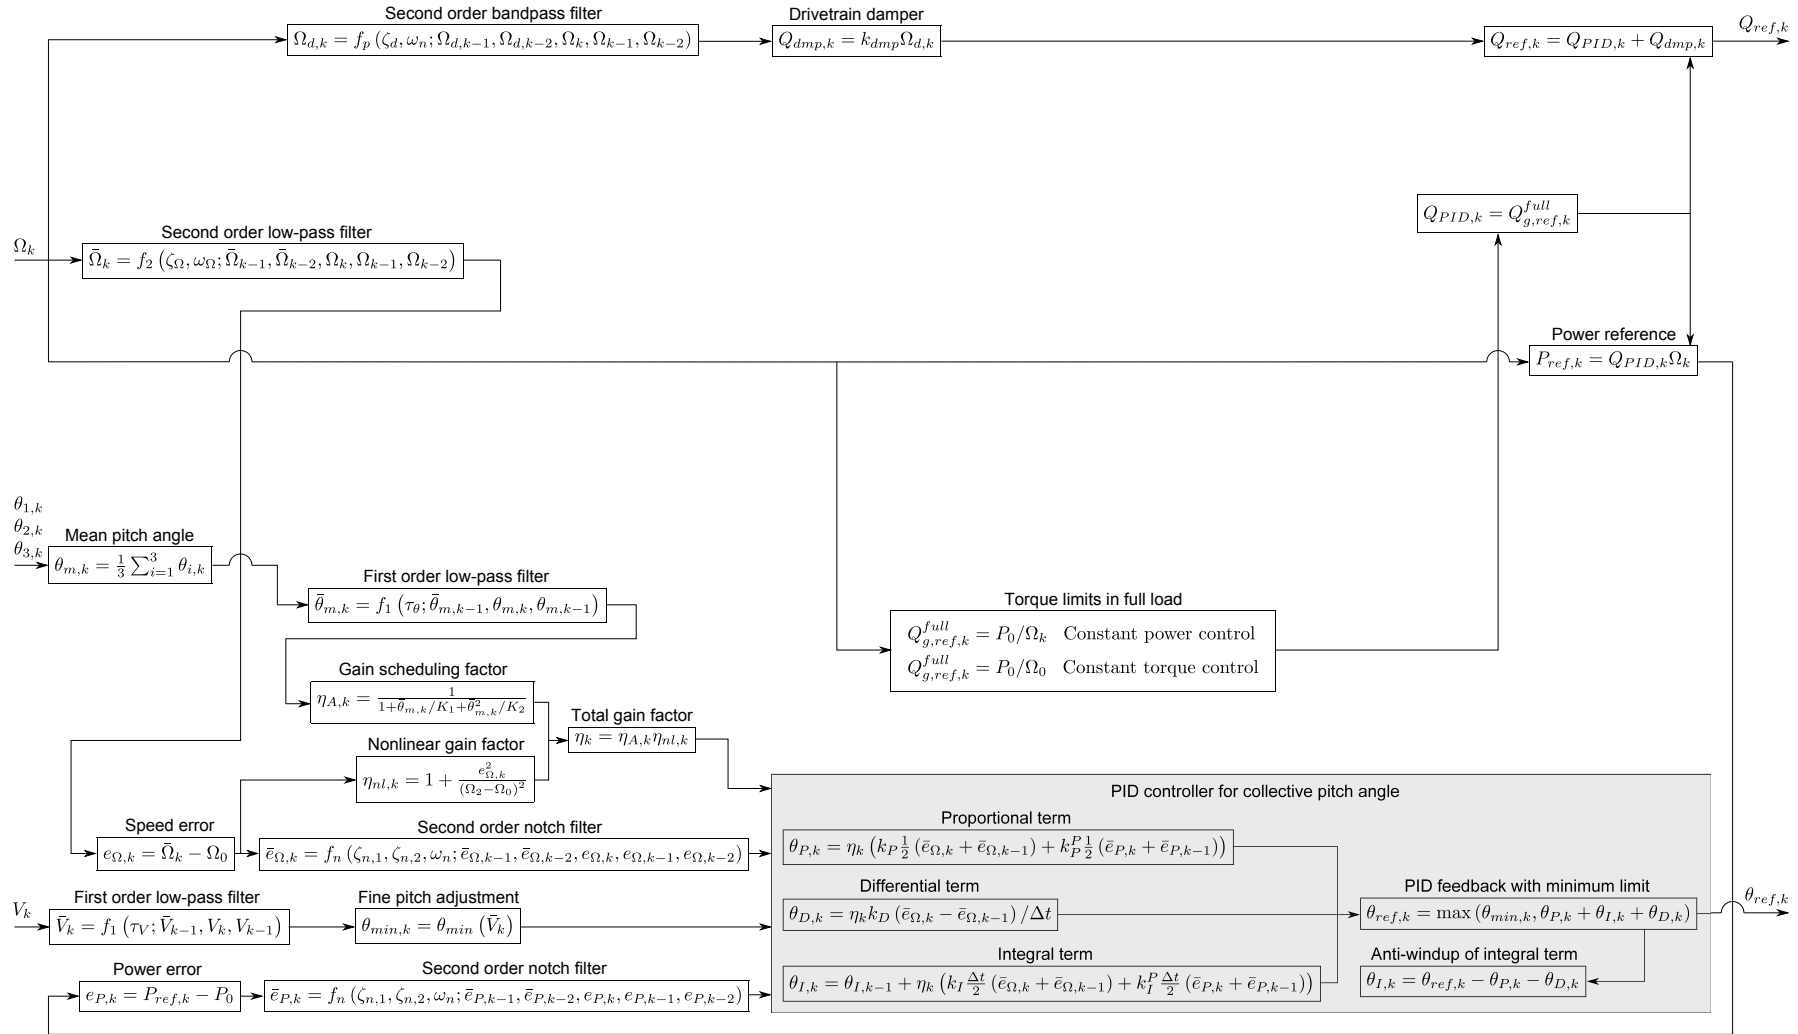 Second order bandpass filter
Ω_{d,k} = f_p (ζ_d, ω_n; Ω_{d,k−1}, Ω_{d,k−2}, Ω_k, Ω_{k−1}, Ω_{k−2})
Drivetrain damper
Q_{dmp,k} = k_{dmp}Ω_{d,k}
Q_{ref,k} = Q_{PID,k} + Q_{dmp,k}
Q_{ref,k}
Q_{PID,k} = Q^{full}_{g,ref,k}
Ω_k
Second order low-pass filter
Ω̄_k = f_2 (ζ_Ω, ω_Ω; Ω̄_{k−1}, Ω̄_{k−2}, Ω_k, Ω_{k−1}, Ω_{k−2})
Power reference
P_{ref,k} = Q_{PID,k}Ω_k
θ_{1,k}
θ_{2,k}
θ_{3,k}
Mean pitch angle
θ_{m,k} = \frac{1}{3} ∑_{i=1}^{3} θ_{i,k}
First order low-pass filter
θ̄_{m,k} = f_1 (τ_θ; θ̄_{m,k−1}, θ_{m,k}, θ_{m,k−1})
Torque limits in full load
Q^{full}_{g,ref,k} = P_0/Ω_k Constant power control
Q^{full}_{g,ref,k} = P_0/Ω_0 Constant torque control
Gain scheduling factor
η_{A,k} = \frac{1}{1+θ̄_{m,k}/K_1+θ̄^2_{m,k}/K_2}
Total gain factor
η_k = η_{A,k}η_{nl,k}
Nonlinear gain factor
η_{nl,k} = 1 + \frac{e^2_{Ω,k}}{(Ω_2−Ω_0)^2}
Speed error
e_{Ω,k} = Ω̄_k − Ω_0
Second order notch filter
ē_{Ω,k} = f_n (ζ_{n,1}, ζ_{n,2}, ω_n; ē_{Ω,k−1}, ē_{Ω,k−2}, e_{Ω,k}, e_{Ω,k−1}, e_{Ω,k−2})
V_k
First order low-pass filter
V̄_k = f_1 (τ_V; V̄_{k−1}, V_k, V_{k−1})
Fine pitch adjustment
θ_{min,k} = θ_{min} (V̄_k)
Power error
e_{P,k} = P_{ref,k} − P_0
Second order notch filter
ē_{P,k} = f_n (ζ_{n,1}, ζ_{n,2}, ω_n; ē_{P,k−1}, ē_{P,k−2}, e_{P,k}, e_{P,k−1}, e_{P,k−2})
PID controller for collective pitch angle
Proportional term
θ_{P,k} = η_k (k_P \frac{1}{2} (ē_{Ω,k} + ē_{Ω,k−1}) + k^P_P \frac{1}{2} (ē_{P,k} + ē_{P,k−1}))
Differential term
θ_{D,k} = η_k k_D (ē_{Ω,k} − ē_{Ω,k−1}) /Δt
Integral term
θ_{I,k} = θ_{I,k−1} + η_k (k_I \frac{Δt}{2} (ē_{Ω,k} + ē_{Ω,k−1}) + k^P_I \frac{Δt}{2} (ē_{P,k} + ē_{P,k−1}))
PID feedback with minimum limit
θ_{ref,k} = max (θ_{min,k}, θ_{P,k} + θ_{I,k} + θ_{D,k})
Anti-windup of integral term
θ_{I,k} = θ_{ref,k} − θ_{P,k} − θ_{D,k}
θ_{ref,k}